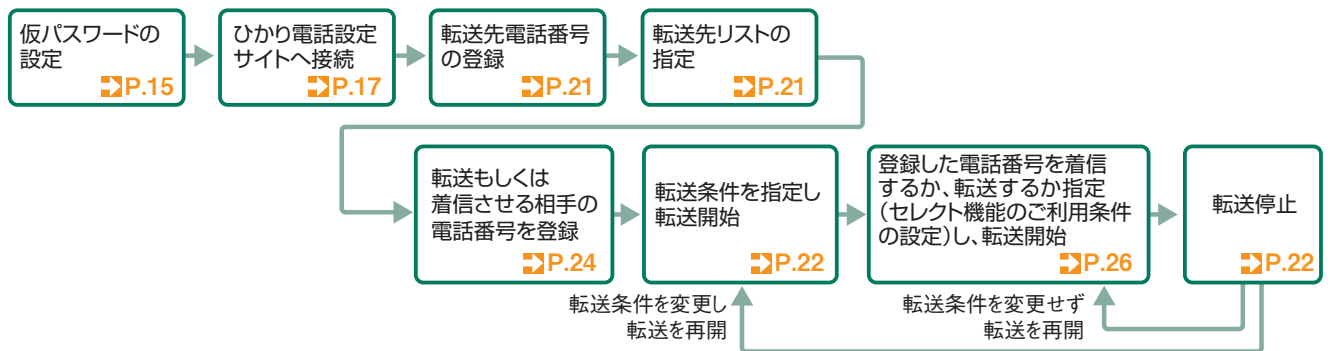 仮パスワードの
設定
P.15
ひかり電話設定
サイトへ接続
P.17
転送先電話番号
の登録
P.21
転送先リストの
指定
P.21
転送もしくは
着信させる相手の
電話番号を登録
P.24
転送条件を指定し
転送開始
P.22
登録した電話番号を着信
するか、転送するか指定
(セレクト機能のご利用条件
の設定)し、転送開始
P.26
転送停止
P.22
転送条件を変更し
転送を再開
転送条件を変更せず
転送を再開